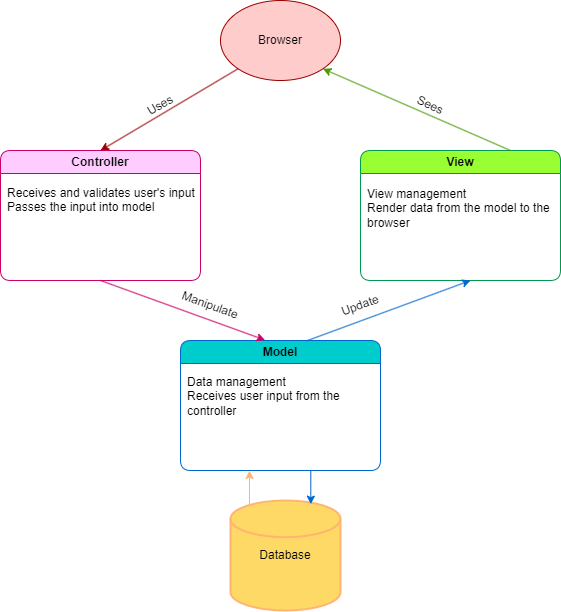 Browser
Uses
Sees
Controller
Receives and validates user's input
Passes the input into model
View
View management
Render data from the model to the
browser
Manipulate
Update
Model
Data management
Receives user input from the
controller
Database